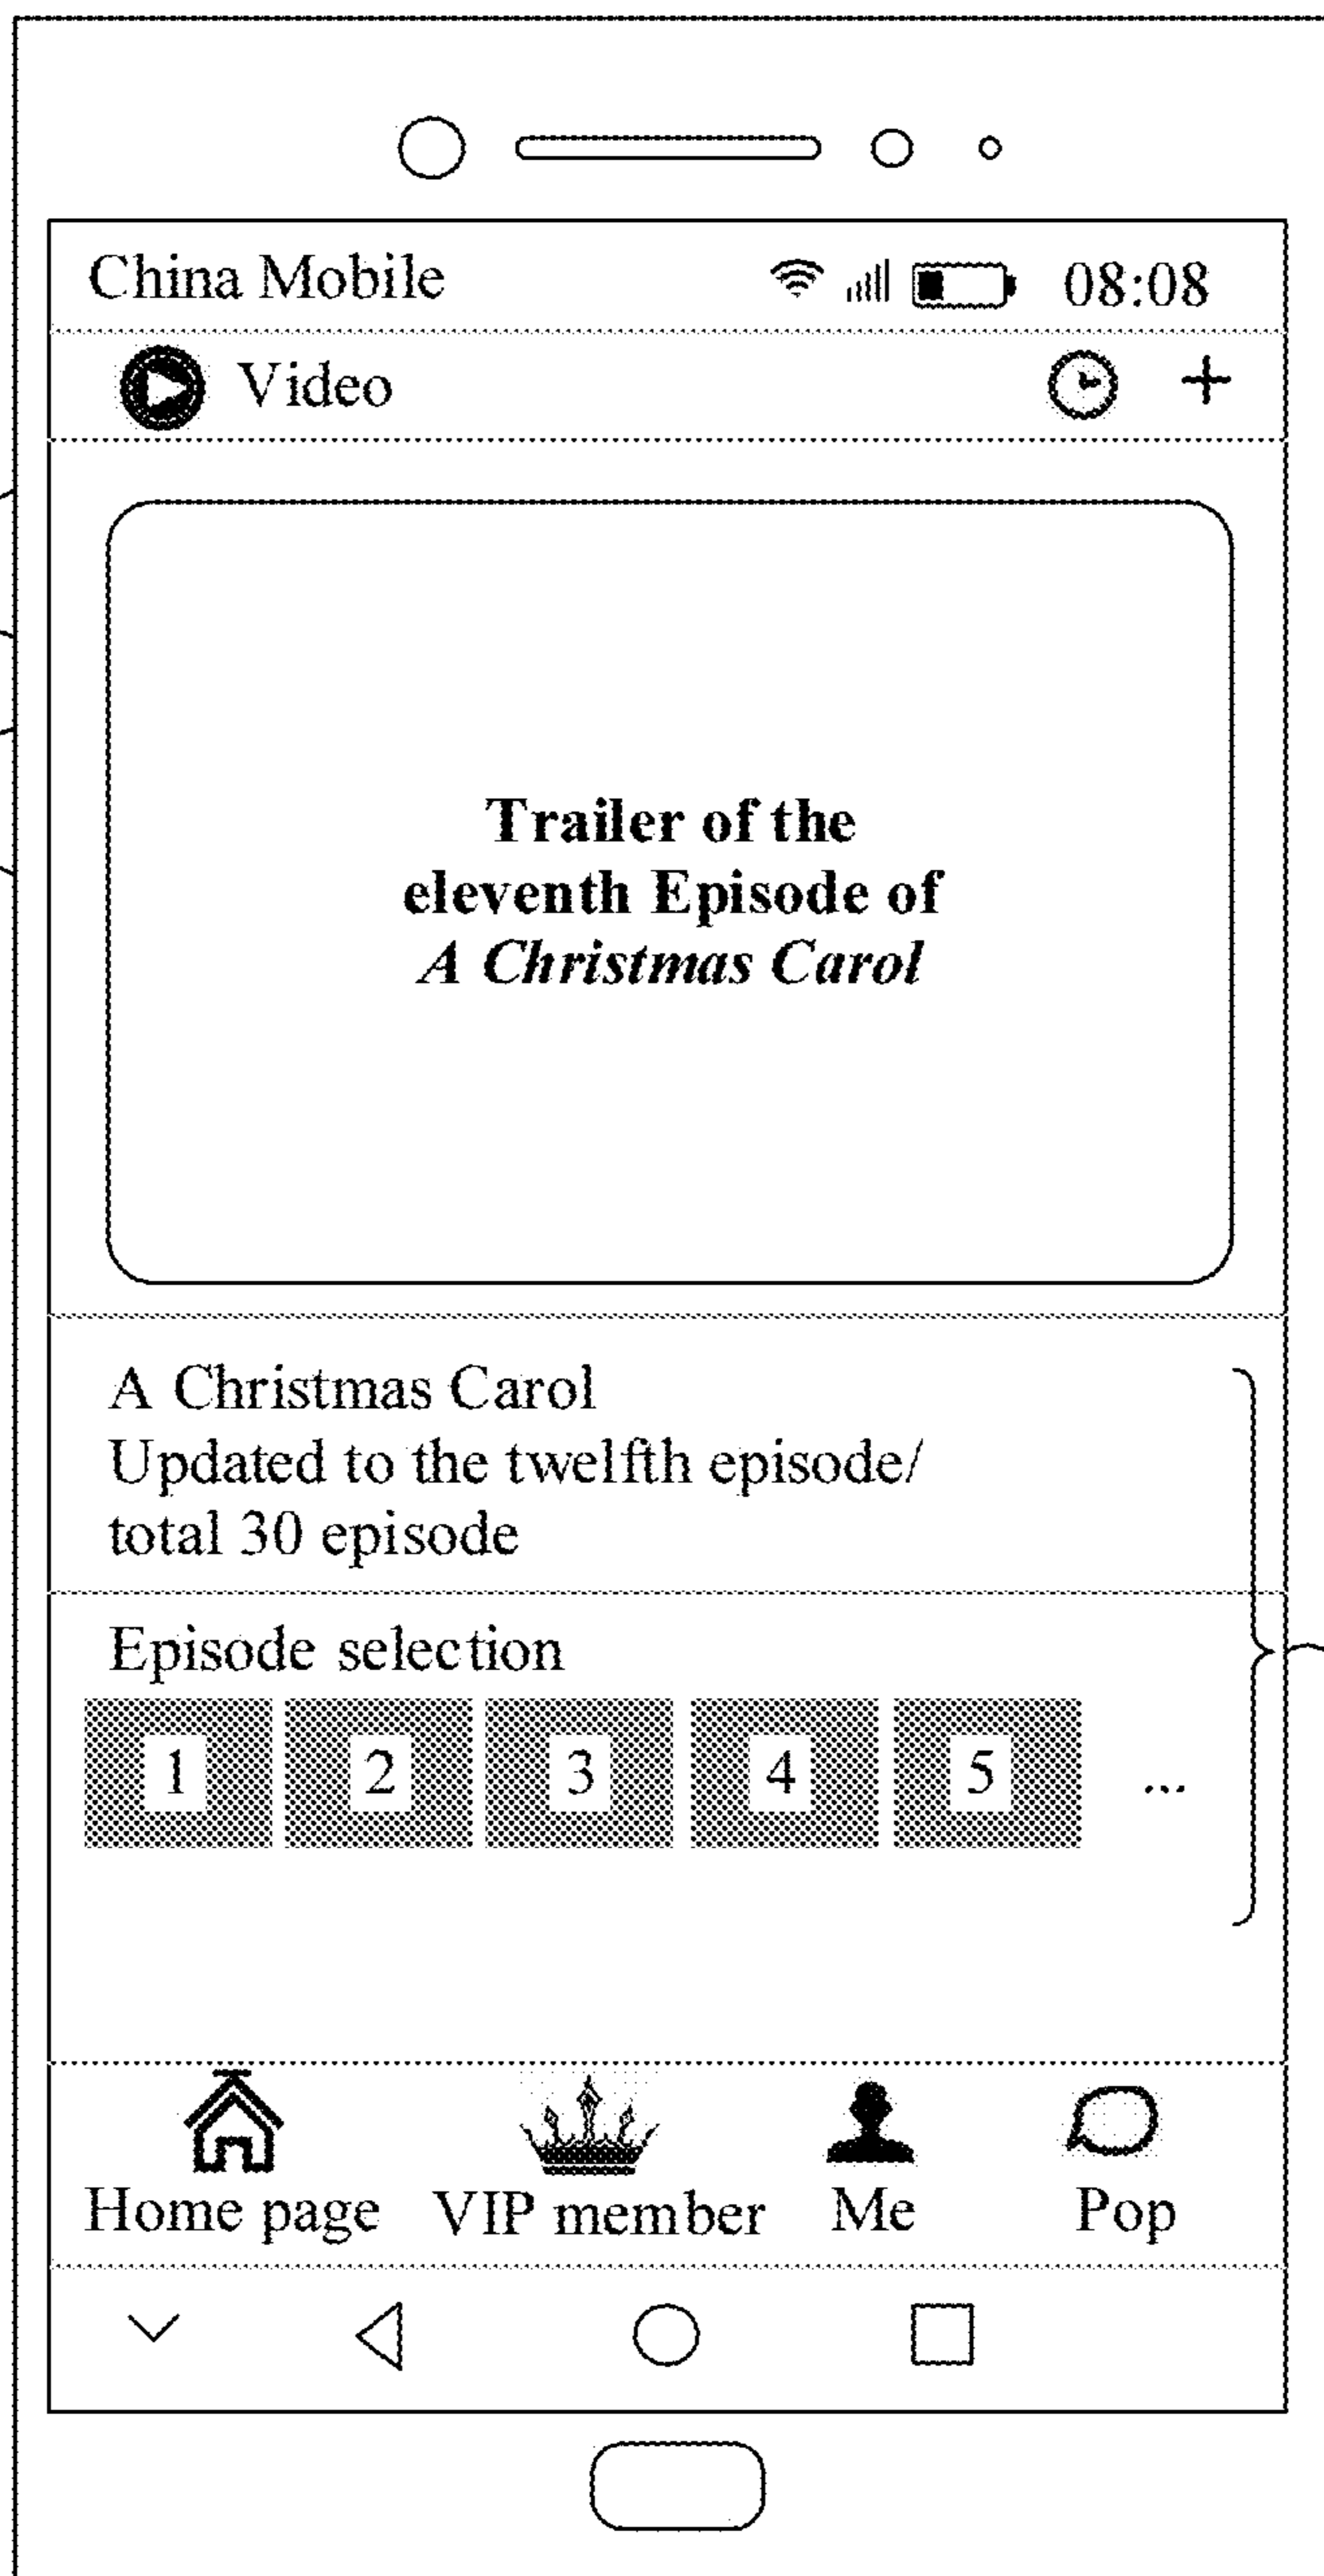 China Mobile 08:08
Video
Trailer of the
eleventh Episode of
A Christmas Carol
A Christmas Carol
Updated to the twelfth episode/
total 30 episode
Episode selection
1 2 3 4 5 ...
Home page VIP member Me Pop